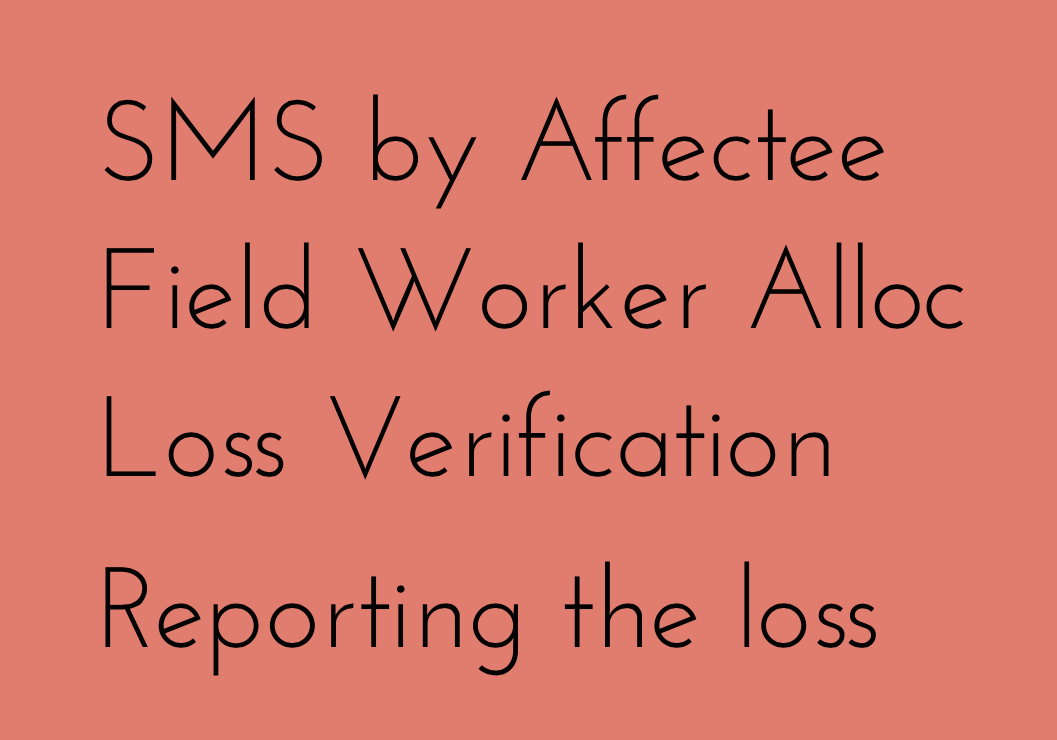 SMS by Affectee
Field Worker Alloc
Loss Verification
Reporting the loss